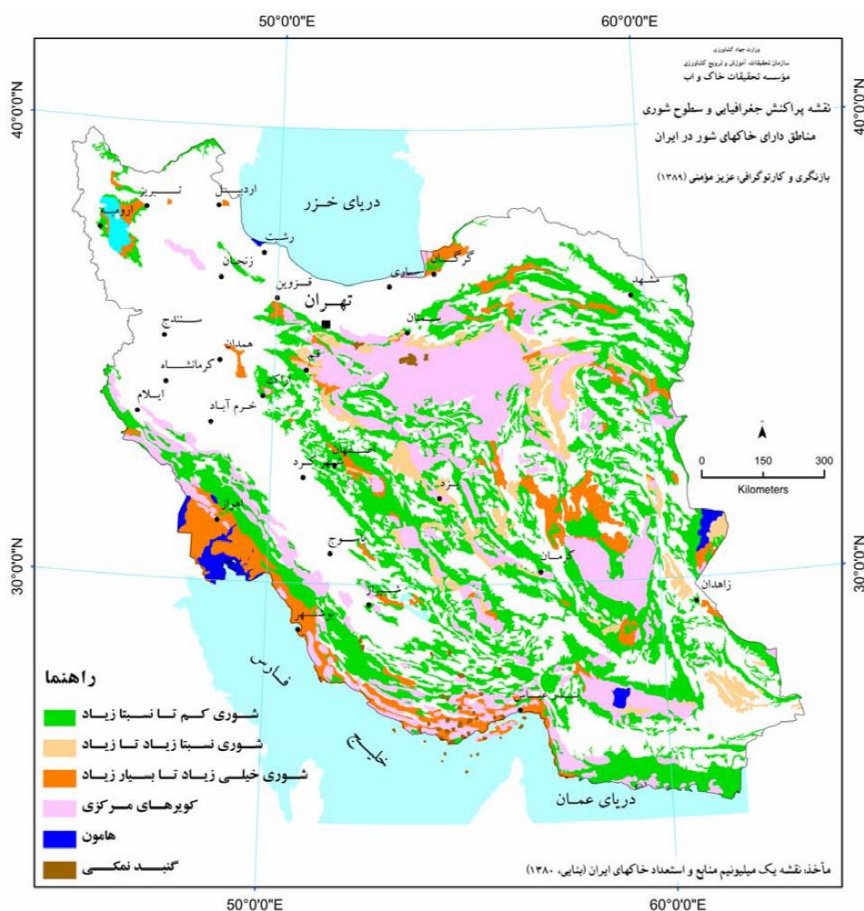 50°0'0"E
60°0'0"E
40°0'0"N
40°0'0"N
وزارت جهاد کشاورزی
سازمان تحقیقات، آموزش و ترویج کشاورزی
مؤسسه تحقیقات خاک و آب
نقشه پراکنش جغرافیایی و سطوح شوری
مناطق دارای خاکهای شور در ایران
بازنگری و کارتوگرافی: عزیز مؤمنی (۱۳۸۹)
دریای خزر
اردبیل
تبریز
ارومیه
رشت
زنجان
گرگان
ساری
مشهد
قزوین
تهران
سمنان
سنندج
همدان
کرمانشاه
قم
اراک
ایلام
خرم آباد
اصفهان
شهرکرد
یزد
اهواز
یاسوج
کرمان
زاهدان
شیراز
بوشهر
بندر عباس
0 150 300
Kilometers
30°0'0"N
30°0'0"N
خلیج فارس
دریای عمان
راهنما
شوری کم تا نسبتا زیاد
شوری نسبتا زیاد تا زیاد
شوری خیلی زیاد تا بسیار زیاد
کویرهای مرکزی
هامون
گنبد نمکی
مأخذ: نقشه یک میلیونیم منابع و استعداد خاکهای ایران (بنایی، ۱۳۸۰)
50°0'0"E
60°0'0"E